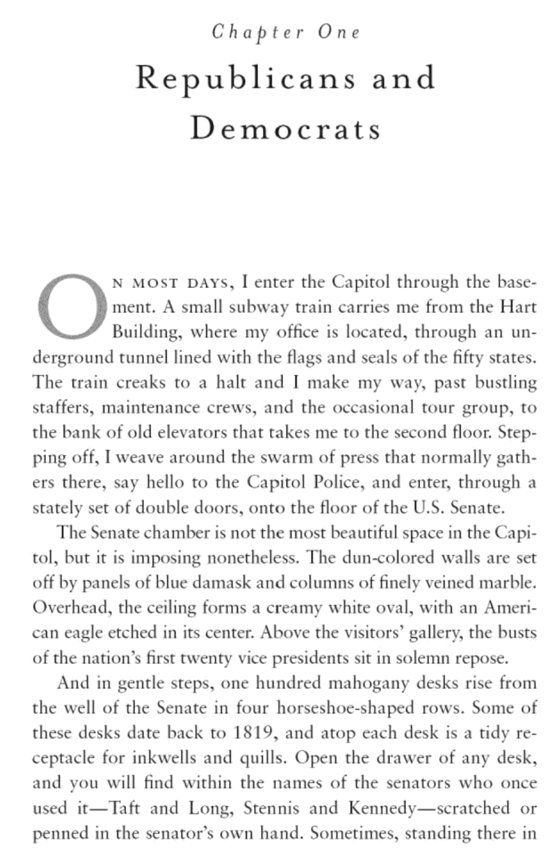 Chapter One
Republicans and
Democrats
ON MOST DAYS, I enter the Capitol through the base-
ment. A small subway train carries me from the Hart
Building, where my office is located, through an un-
derground tunnel lined with the flags and seals of the fifty states.
The train creaks to a halt and I make my way, past bustling
staffers, maintenance crews, and the occasional tour group, to
the bank of old elevators that takes me to the second floor. Step-
ping off, I weave around the swarm of press that normally gath-
ers there, say hello to the Capitol Police, and enter, through a
stately set of double doors, onto the floor of the U.S. Senate.
The Senate chamber is not the most beautiful space in the Capi-
tol, but it is imposing nonetheless. The dun-colored walls are set
off by panels of blue damask and columns of finely veined marble.
Overhead, the ceiling forms a creamy white oval, with an Ameri-
can eagle etched in its center. Above the visitors' gallery, the busts
of the nation's first twenty vice presidents sit in solemn repose.
And in gentle steps, one hundred mahogany desks rise from
the well of the Senate in four horseshoe-shaped rows. Some of
these desks date back to 1819, and atop each desk is a tidy re-
ceptacle for inkwells and quills. Open the drawer of any desk,
and you will find within the names of the senators who once
used it—Taft and Long, Stennis and Kennedy—scratched or
penned in the senator's own hand. Sometimes, standing there in